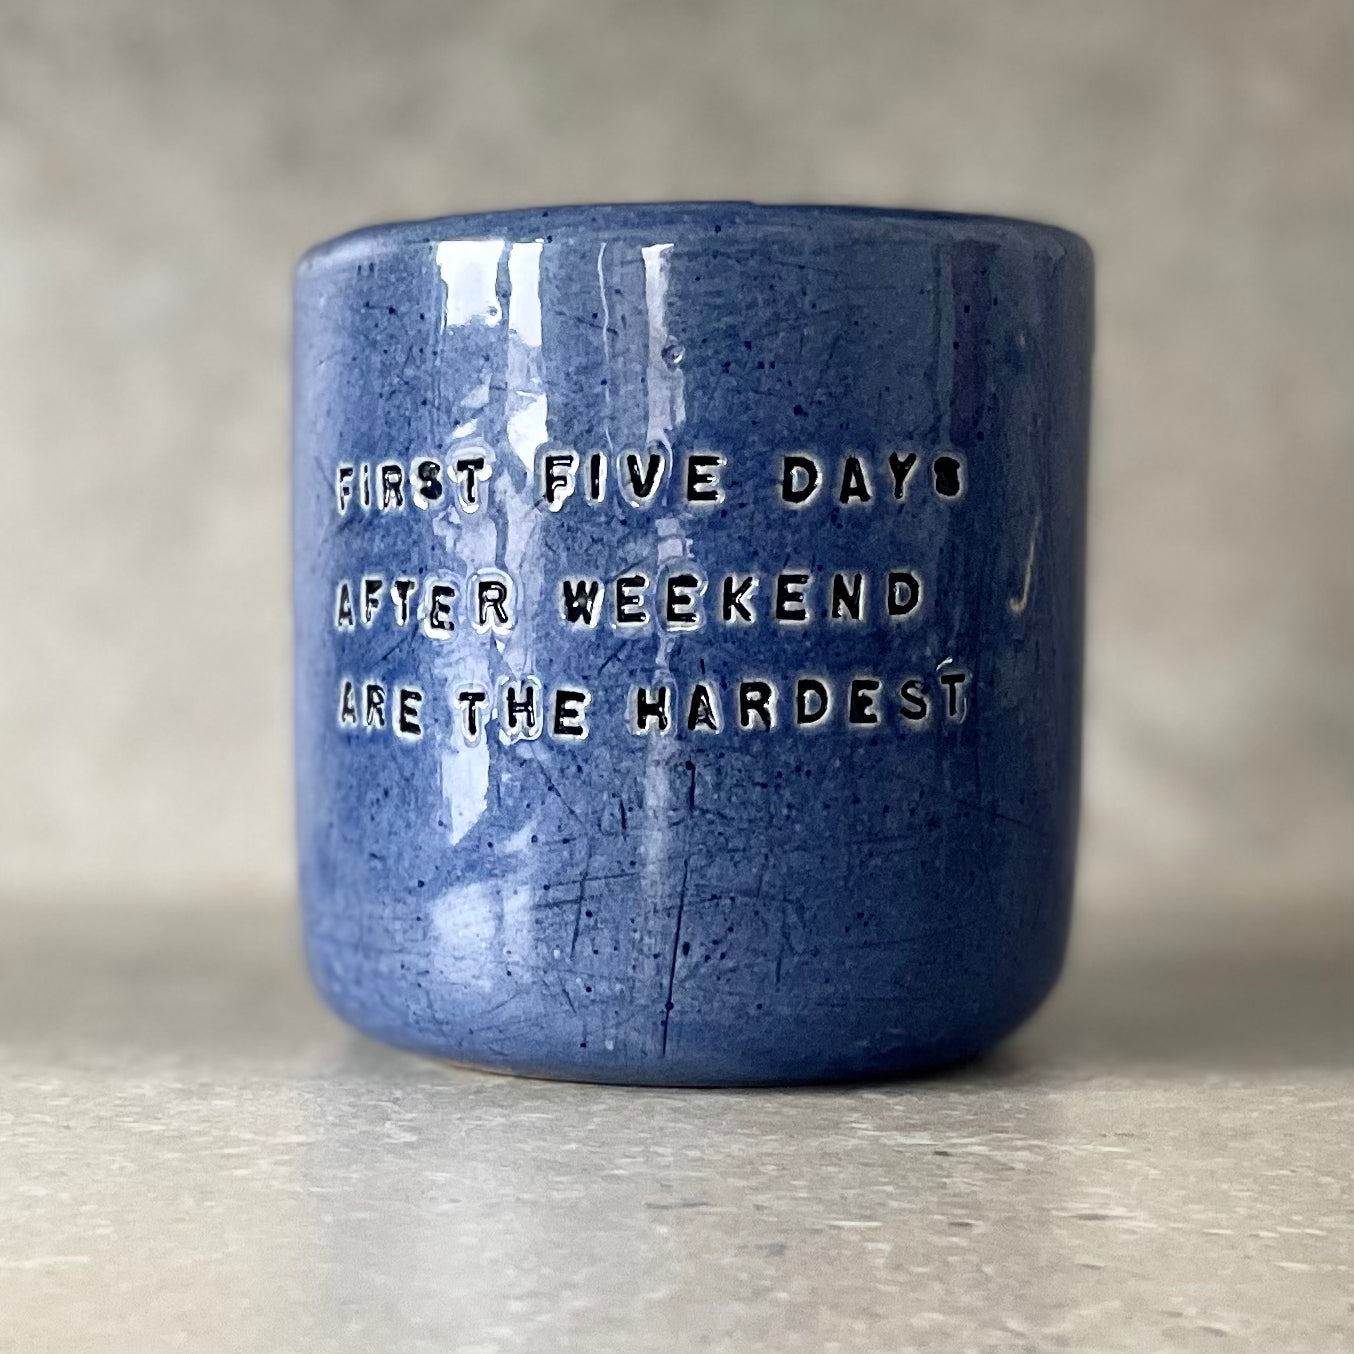 FIRST FIVE DAYS
AFTER WEEKEND
ARE THE HARDEST